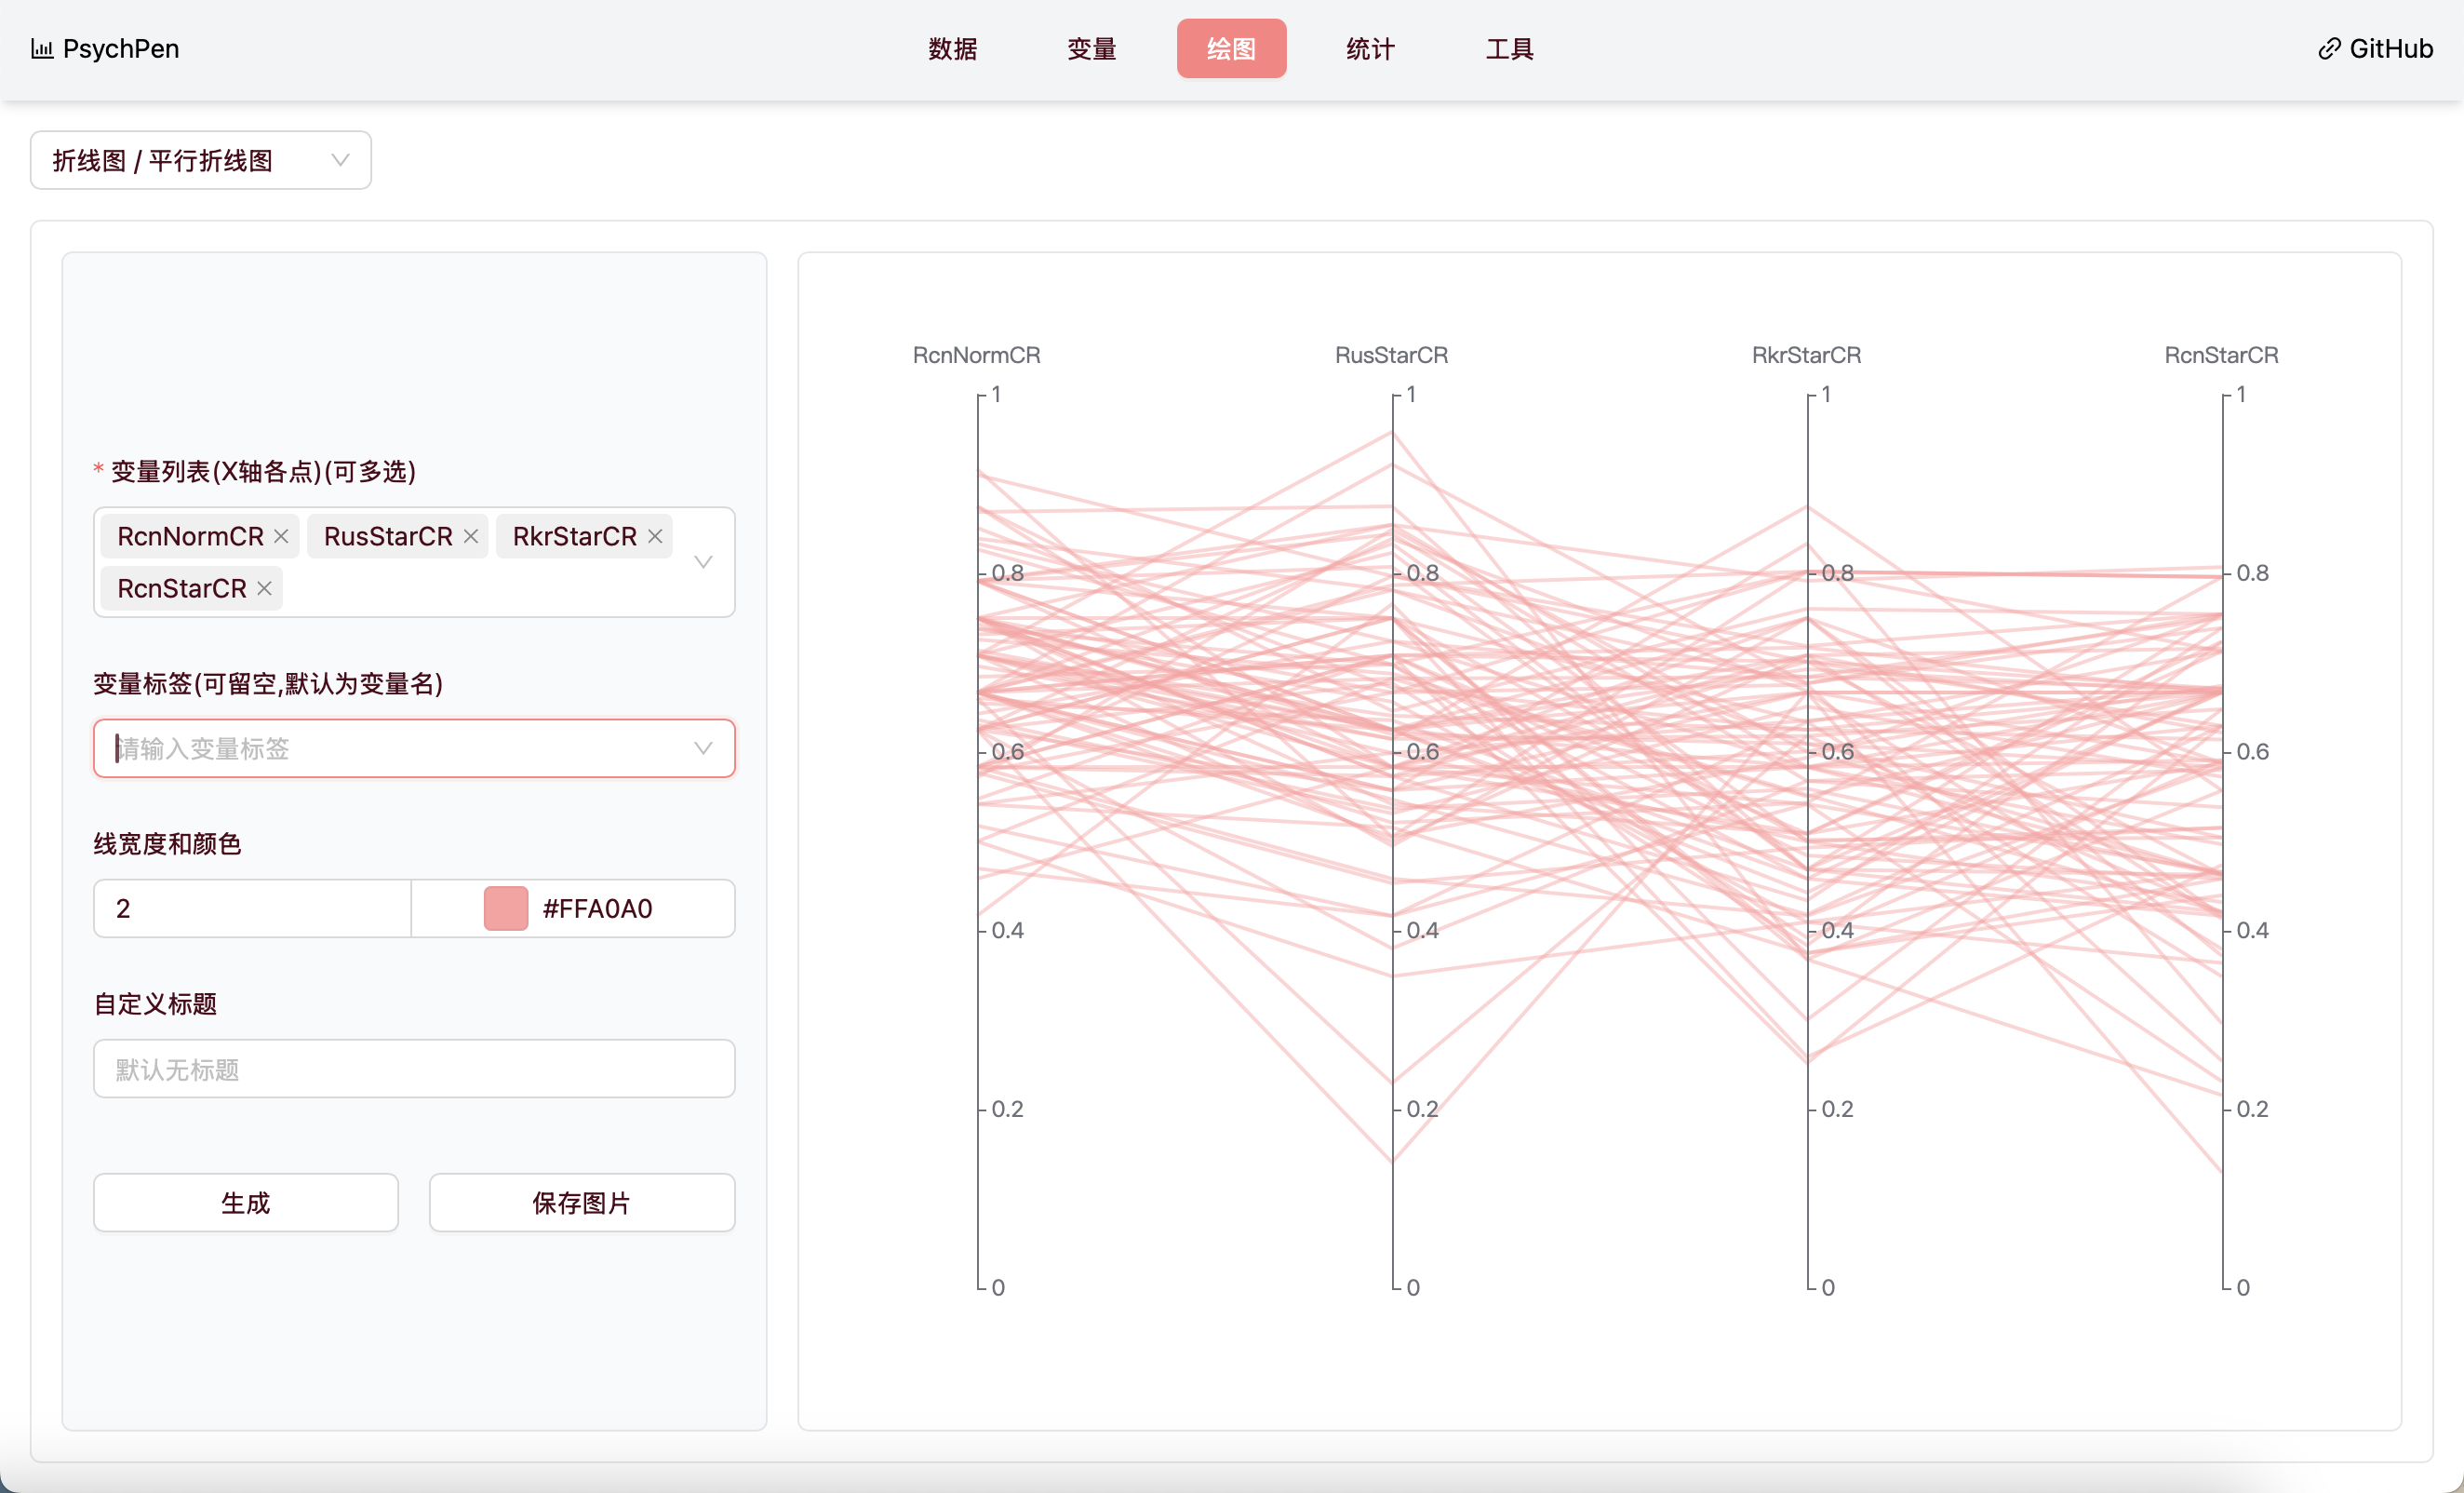 PsychPen
数据 变量 绘图 统计 工具
GitHub
折线图 / 平行折线图
* 变量列表(X轴各点)(可多选)
RcnNormCR RusStarCR RkrStarCR
RcnStarCR
变量标签(可留空,默认为变量名)
请输入变量标签
线宽度和颜色
2 #FFA0A0
自定义标题
默认无标题
生成 保存图片
RcnNormCR RusStarCR RkrStarCR RcnStarCR
1 1 1 1
0.8 0.8 0.8 0.8
0.6 0.6 0.6 0.6
0.4 0.4 0.4 0.4
0.2 0.2 0.2 0.2
0 0 0 0